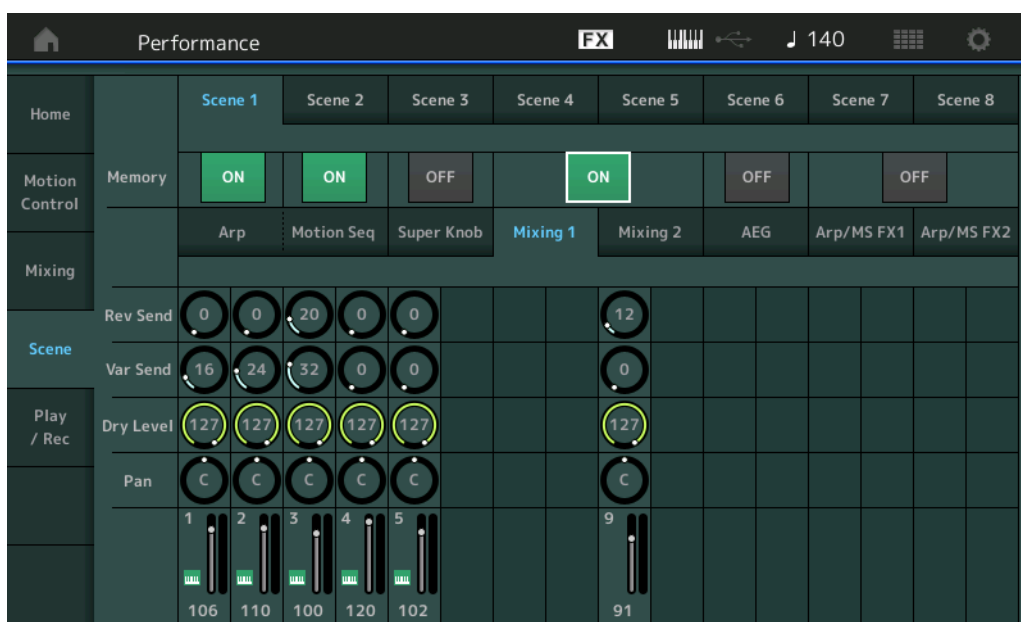 Performance FX 140
Home
Scene 1 Scene 2 Scene 3 Scene 4 Scene 5 Scene 6 Scene 7 Scene 8
Motion
Control
Memory ON ON OFF ON OFF OFF
Arp Motion Seq Super Knob Mixing 1 Mixing 2 AEG Arp/MS FX1 Arp/MS FX2
Mixing
Rev Send 0 0 20 0 0 12
Scene
Var Send 16 24 32 0 0 0
Play
/ Rec
Dry Level 127 127 127 127 127 127
Pan C C C C C C
1 2 3 4 5 9
106 110 100 120 102 91